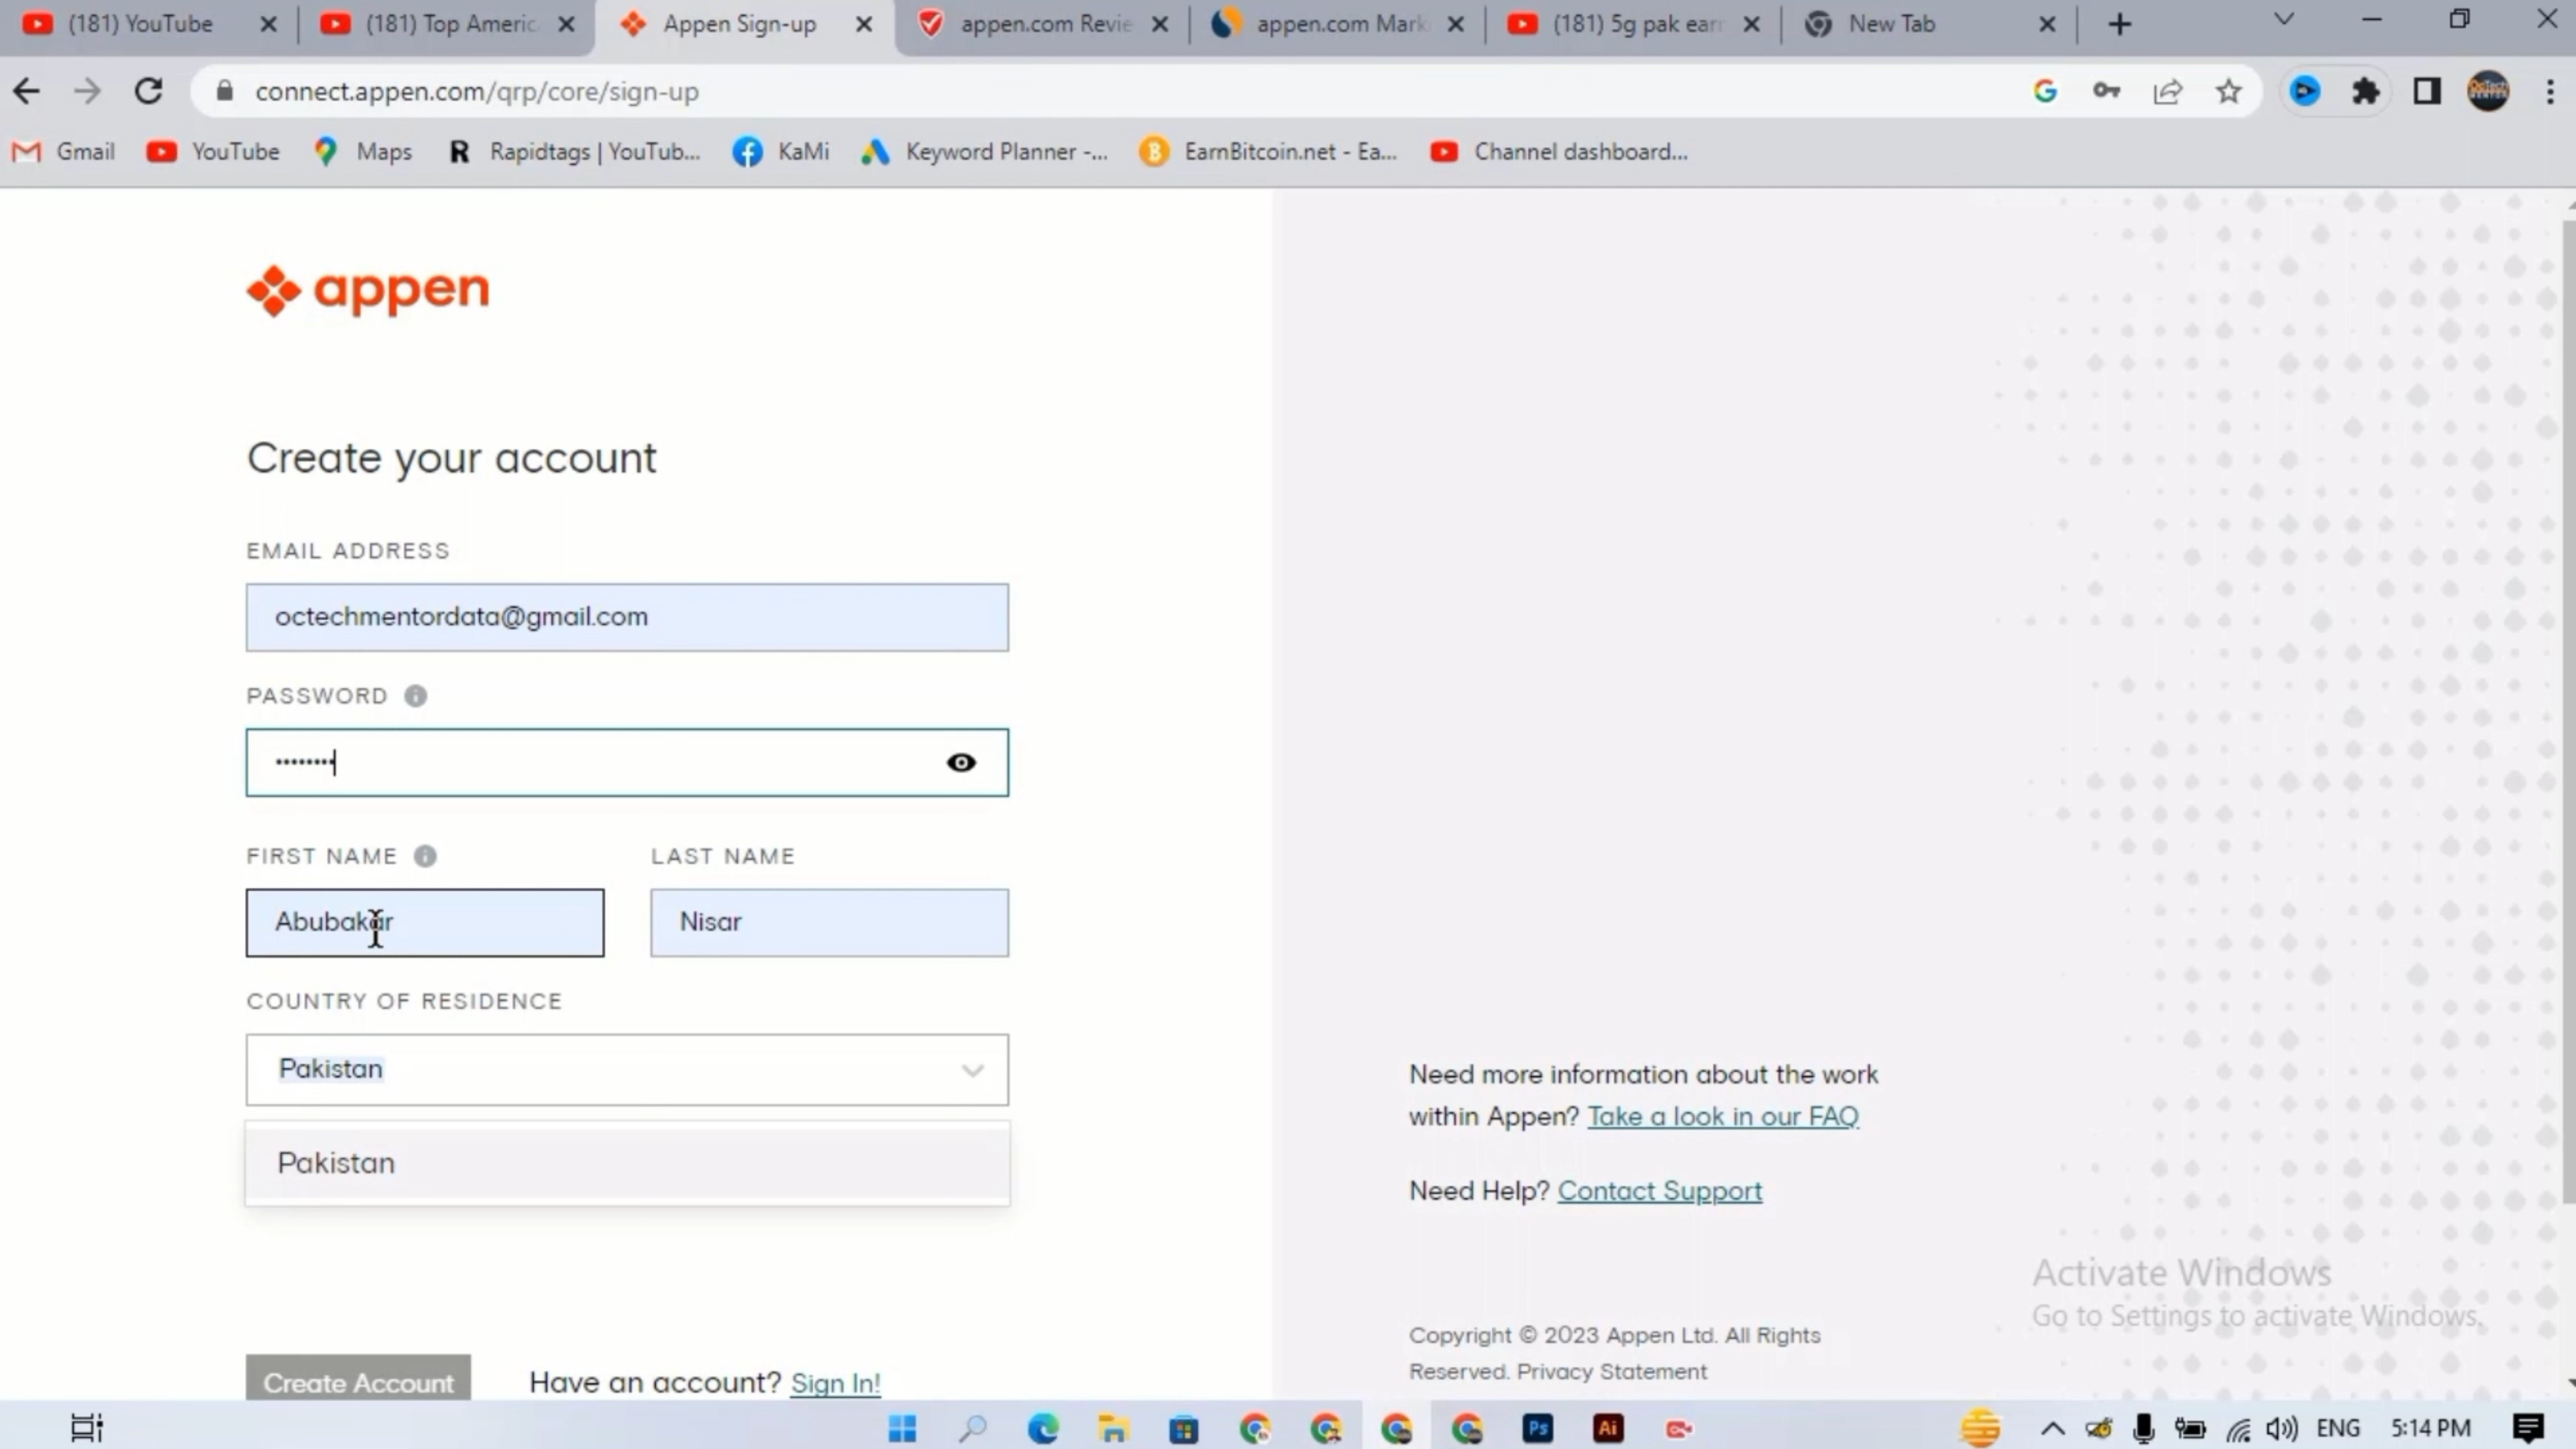 (181) YouTube
(181) Top Americ
Appen Sign-up
appen.com Revie
appen.com Mark
(181) 5g pak earn
New Tab
connect.appen.com/qrp/core/sign-up
Gmail
YouTube
Maps
Rapidtags | YouTub...
KaMi
Keyword Planner -...
EarnBitcoin.net - Ea...
Channel dashboard...
appen
Create your account
EMAIL ADDRESS
octechmentordata@gmail.com
PASSWORD
••••••••
FIRST NAME
LAST NAME
Abubakar
Nisar
COUNTRY OF RESIDENCE
Pakistan
Pakistan
Create Account
Have an account? Sign In!
Need more information about the work
within Appen? Take a look in our FAQ
Need Help? Contact Support
Activate Windows
Go to Settings to activate Windows.
Copyright © 2023 Appen Ltd. All Rights
Reserved. Privacy Statement
Ps
Ai
ENG
5:14 PM